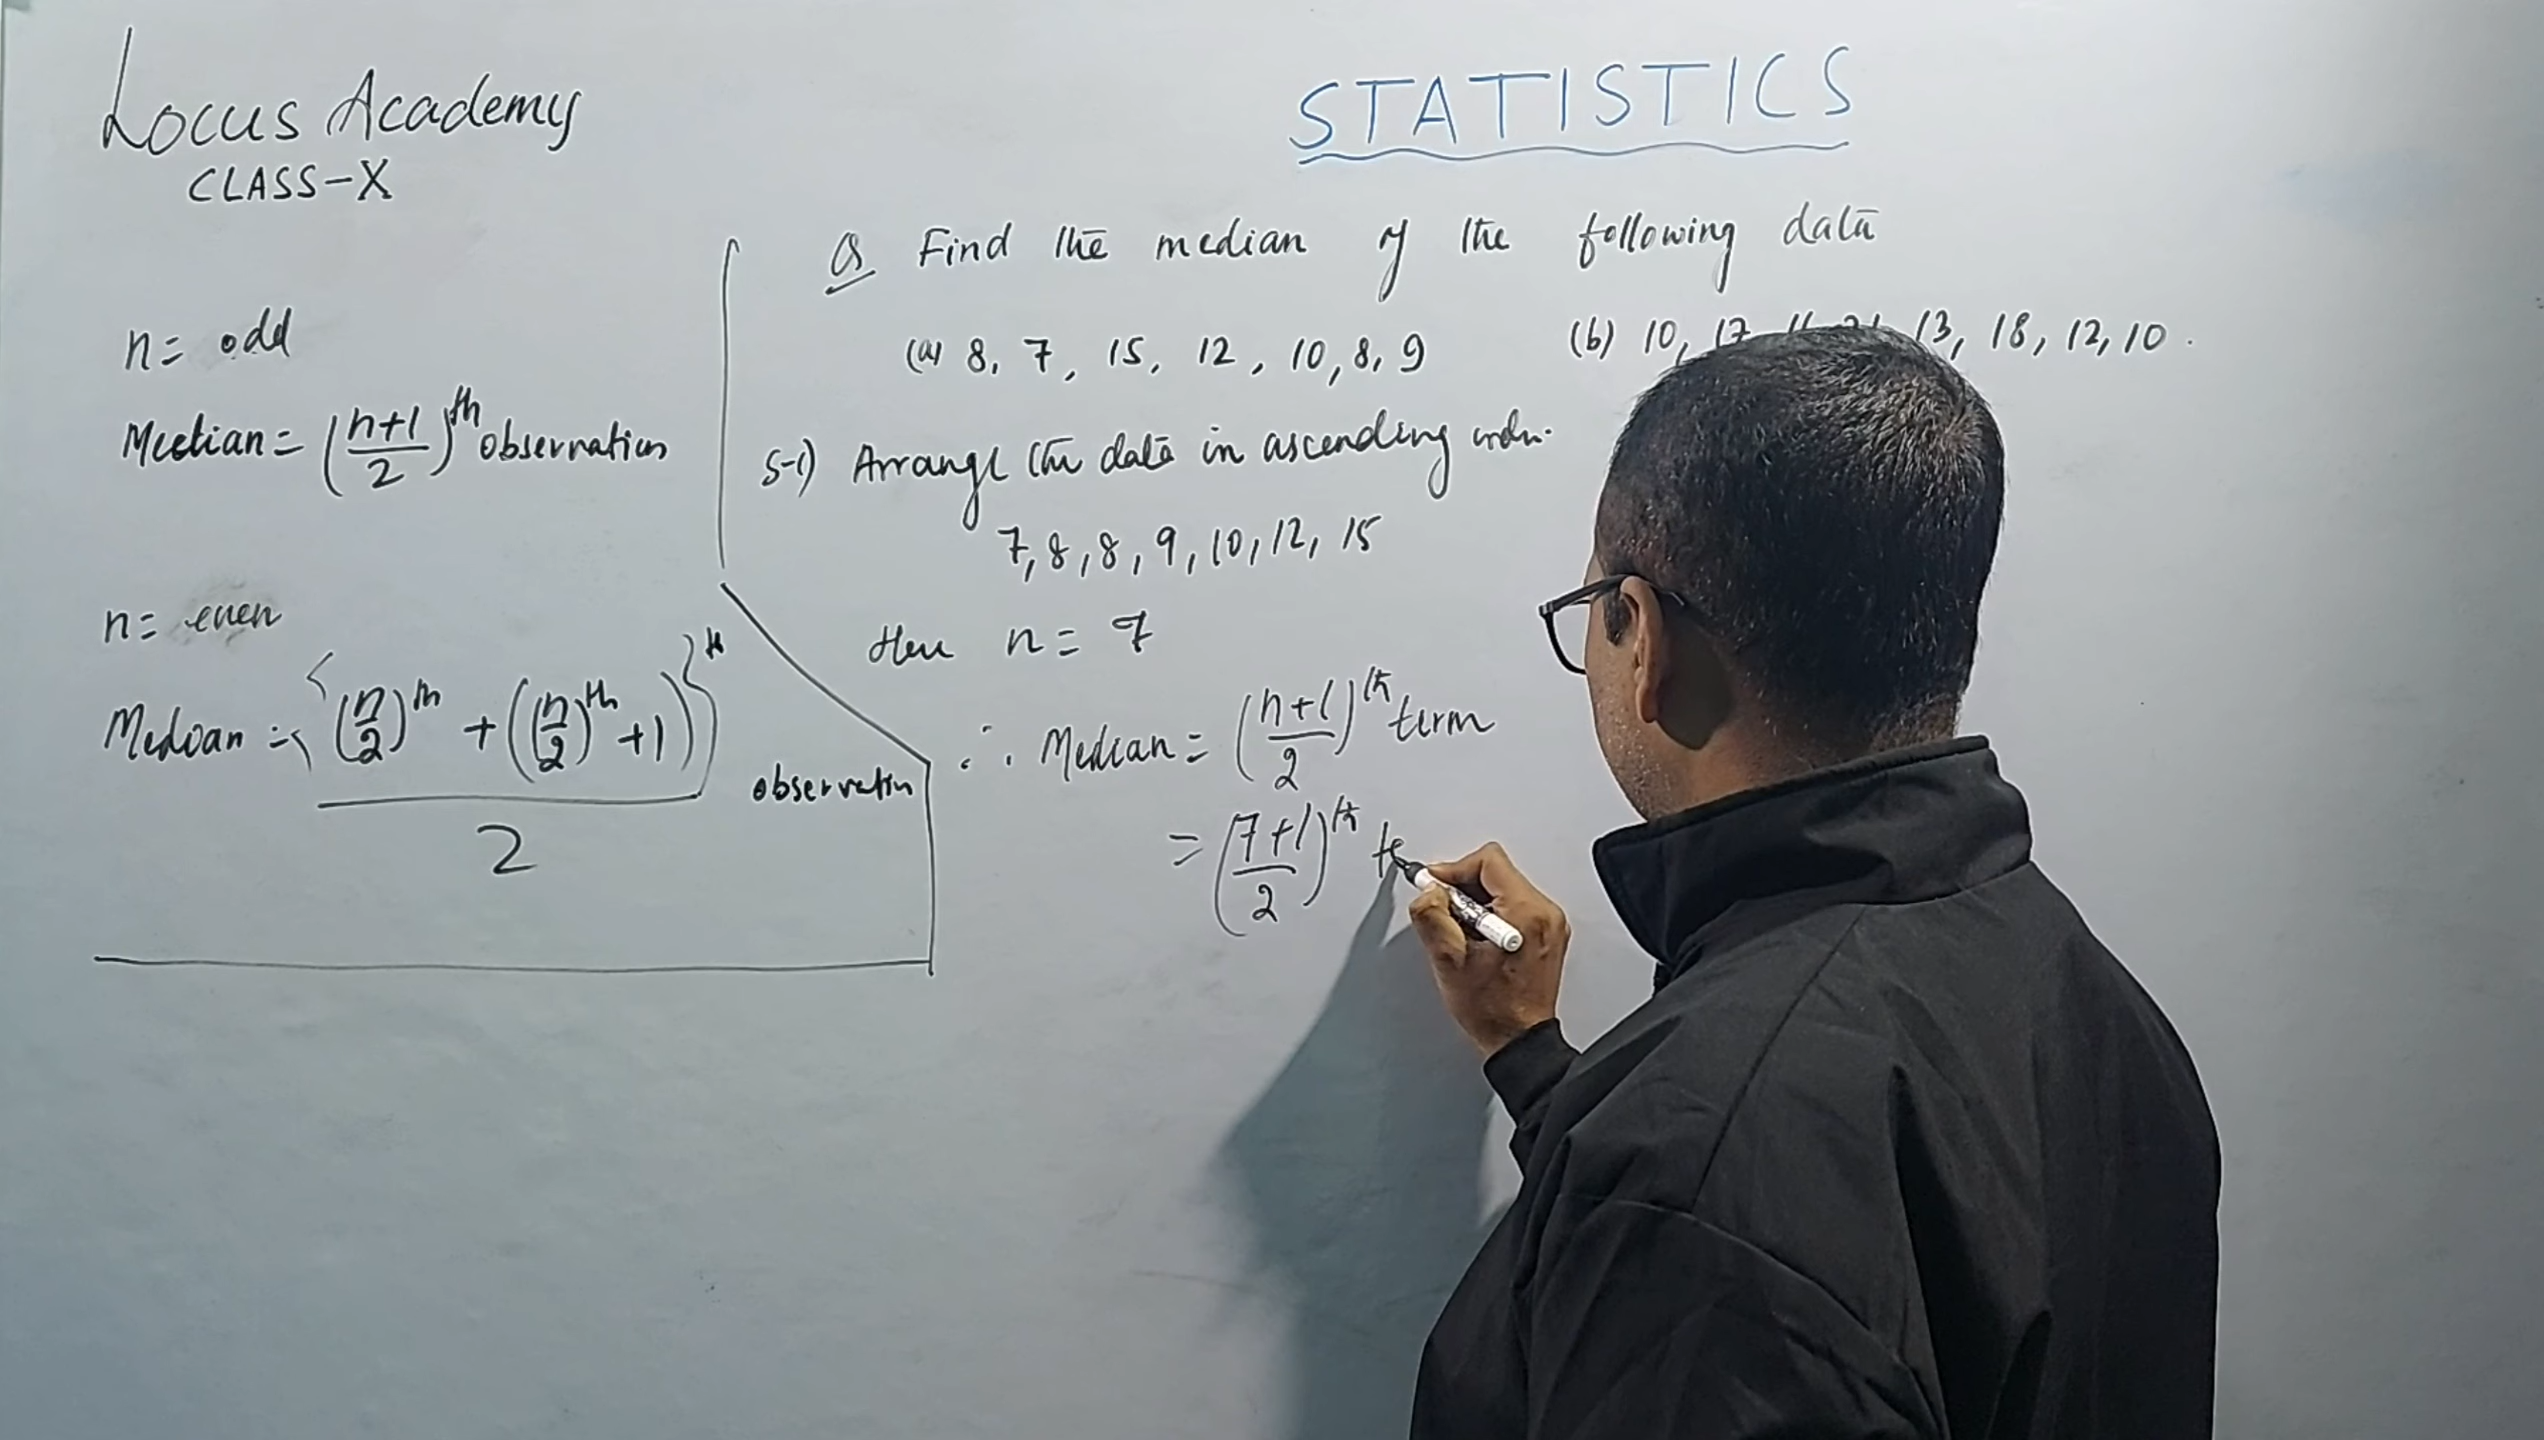 Locus Academy
CLASS-X
STATISTICS
n = odd
Median = (n+1/2)^th observation
n = even
Median = {(n/2)^th + ((n/2)^th + 1)}^th / 2 observation
Q Find the median of the following data
(a) 8, 7, 15, 12, 10, 8, 9
(b) 10, 17, 13, 18, 12, 10.
S-1) Arrange the data in ascending order.
7, 8, 8, 9, 10, 12, 15
Here n = 7
∴ Median = (n+1/2)^th term
= (7+1/2)^th te